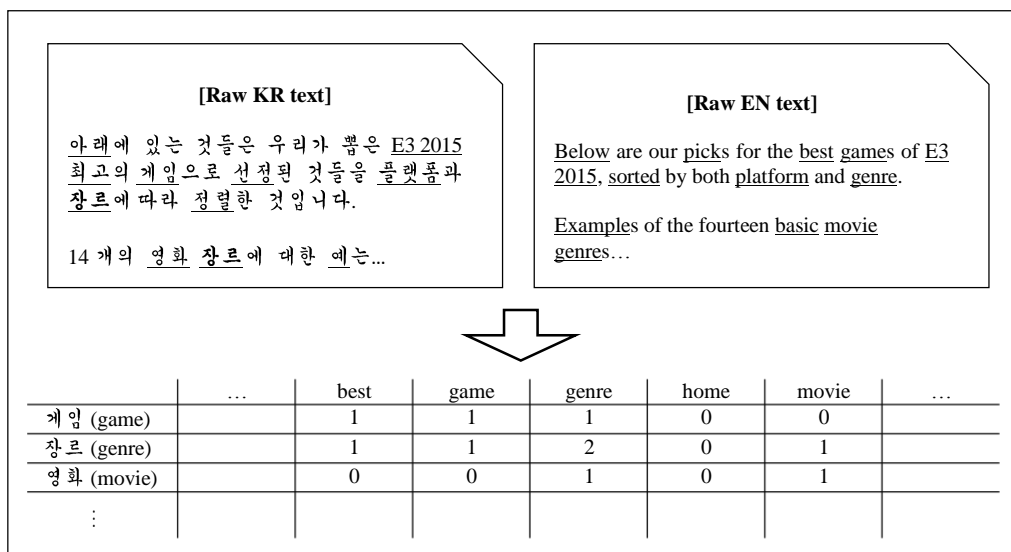 [Raw KR text]
아래에 있는 것들은 우리가 뽑은 E3 2015
최고의 게임으로 선정된 것들을 플랫폼과
장르에 따라 정렬한 것입니다.
14 개의 영화 장르에 대한 예는...
[Raw EN text]
Below are our picks for the best games of E3
2015, sorted by both platform and genre.
Examples of the fourteen basic movie
genres…
… best game genre home movie …
게임 (game) 1 1 1 0 0
장르 (genre) 1 1 2 0 1
영화 (movie) 0 0 1 0 1
⋮